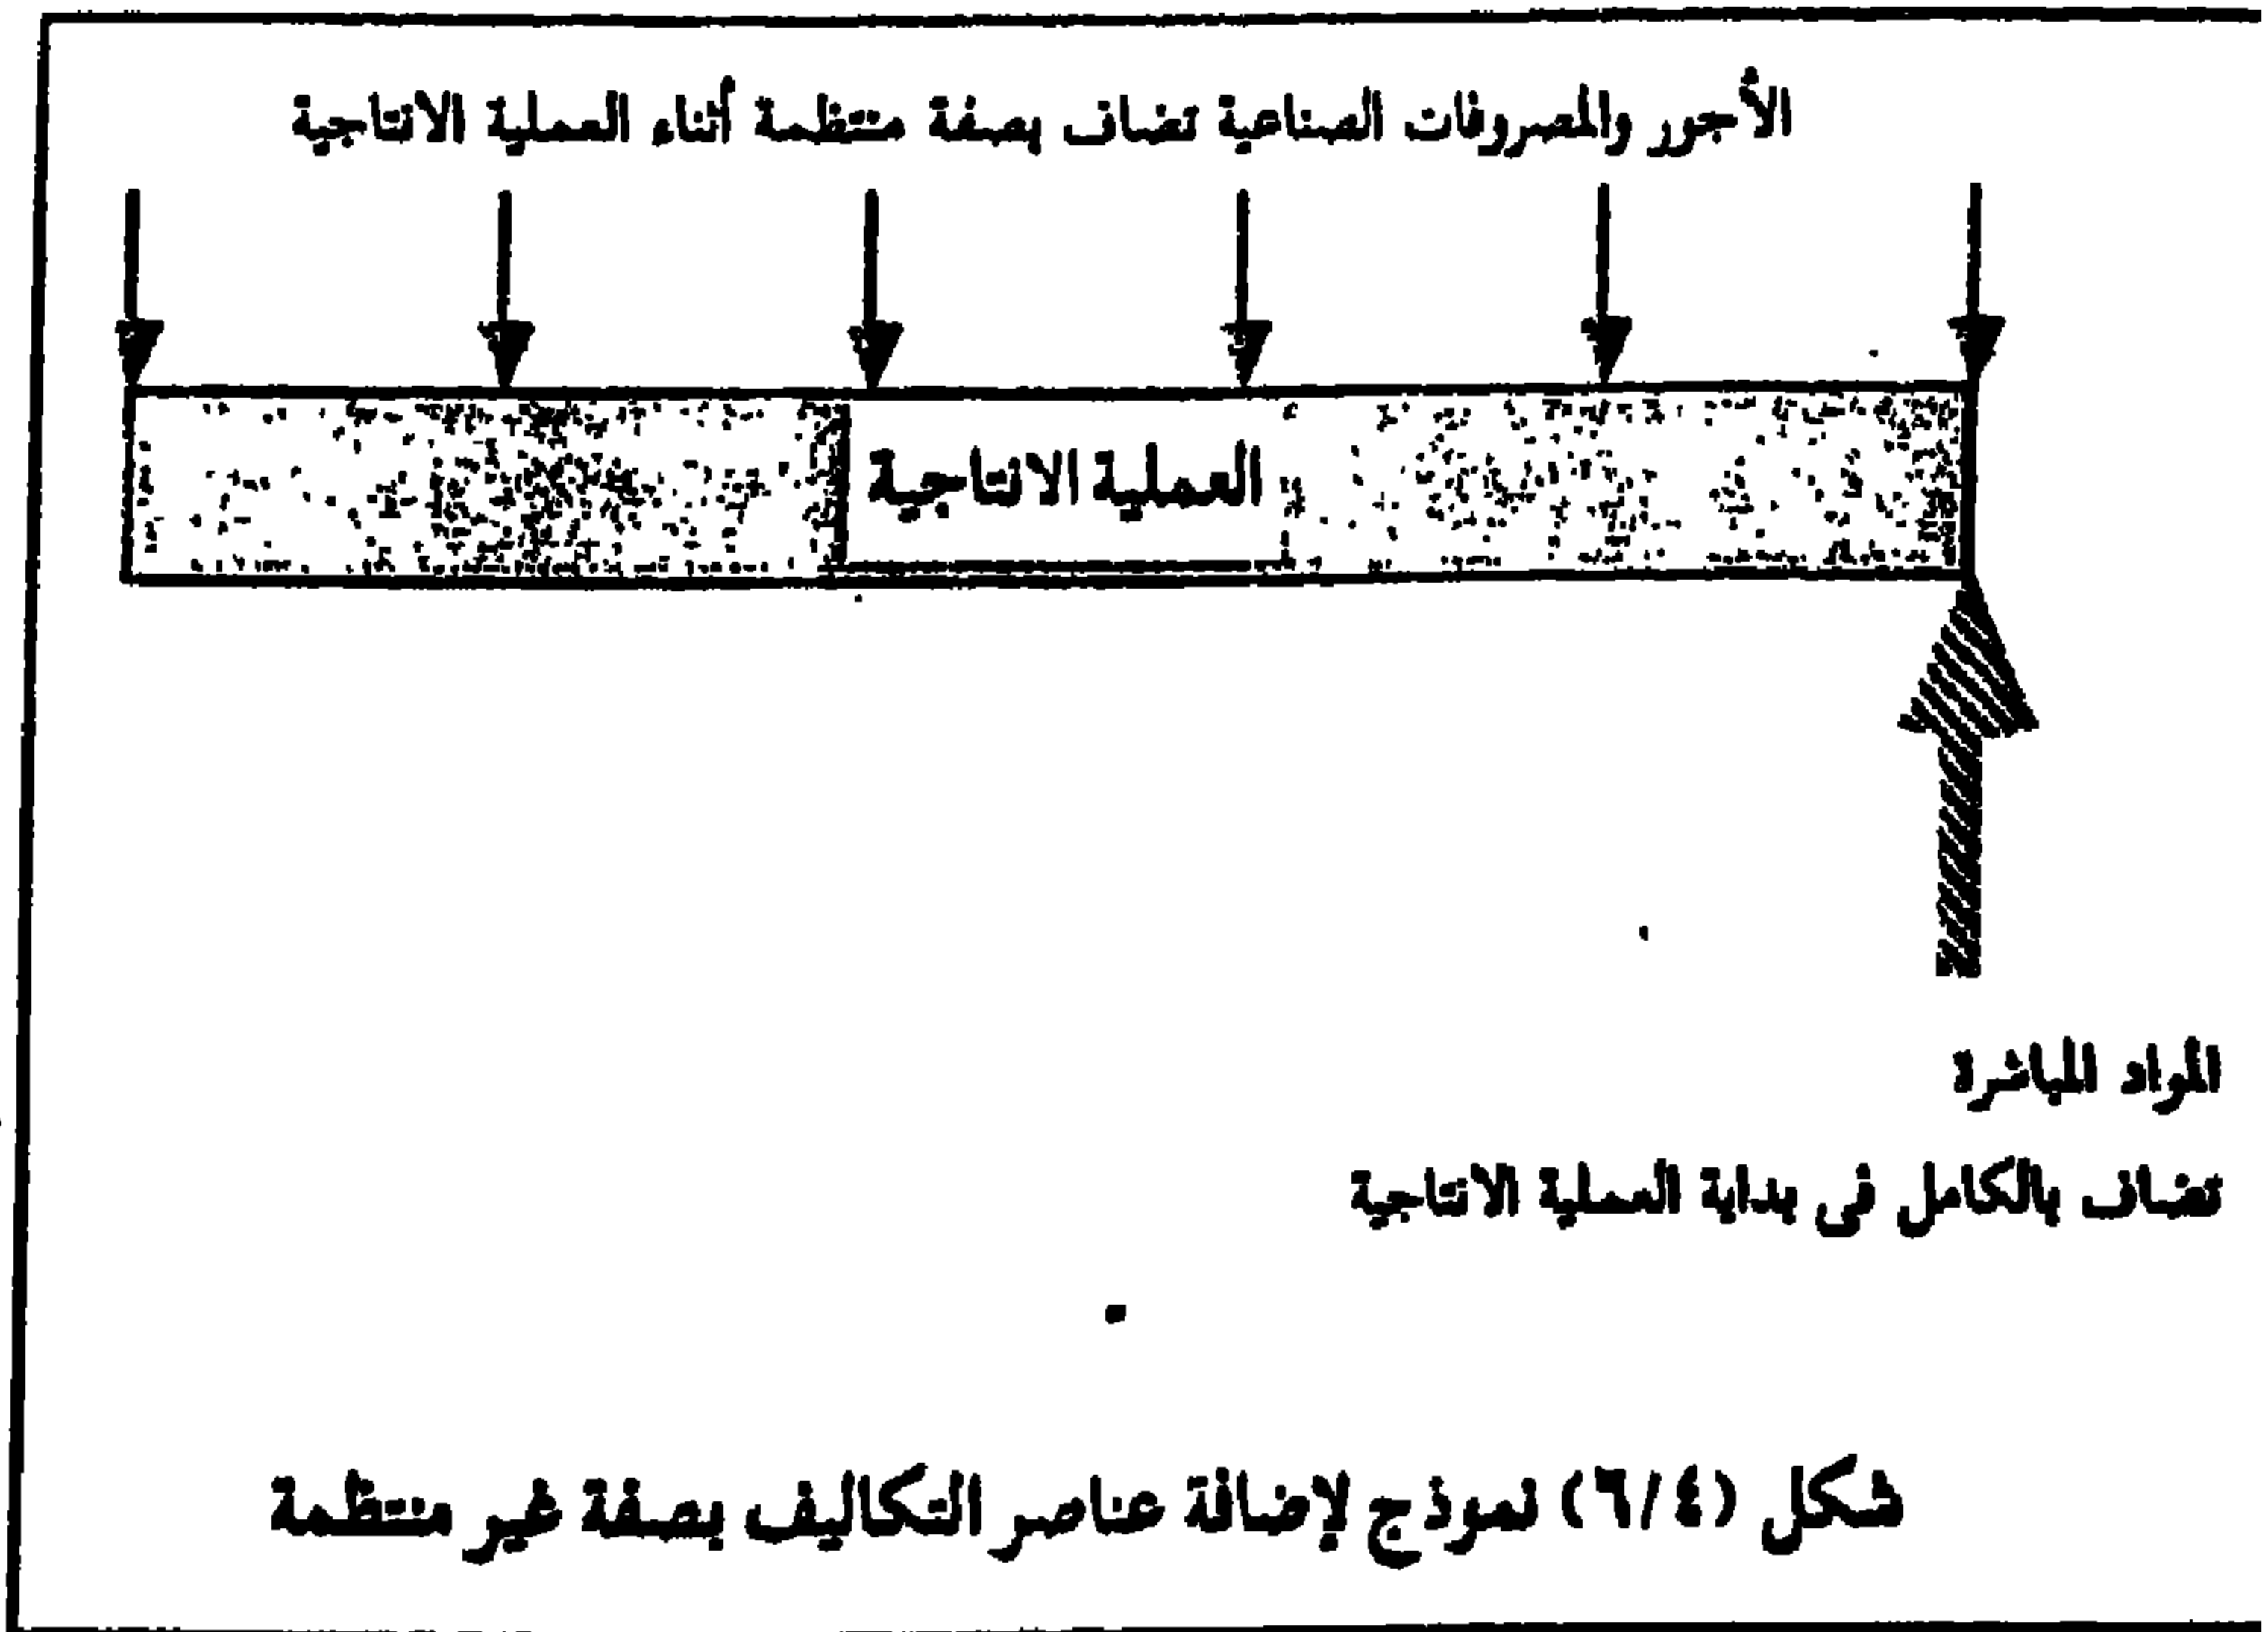 الأجور والمصروفات الصناعية تضاف بصفة منتظمة أثناء العملية الانتاجية
العملية الانتاجية
المواد المباشرة
تضاف بالكامل فى بداية العملية الانتاجية
شكل (٦/٤) نموذج لإضافة عناصر التكاليف بصفة غير منتظمة